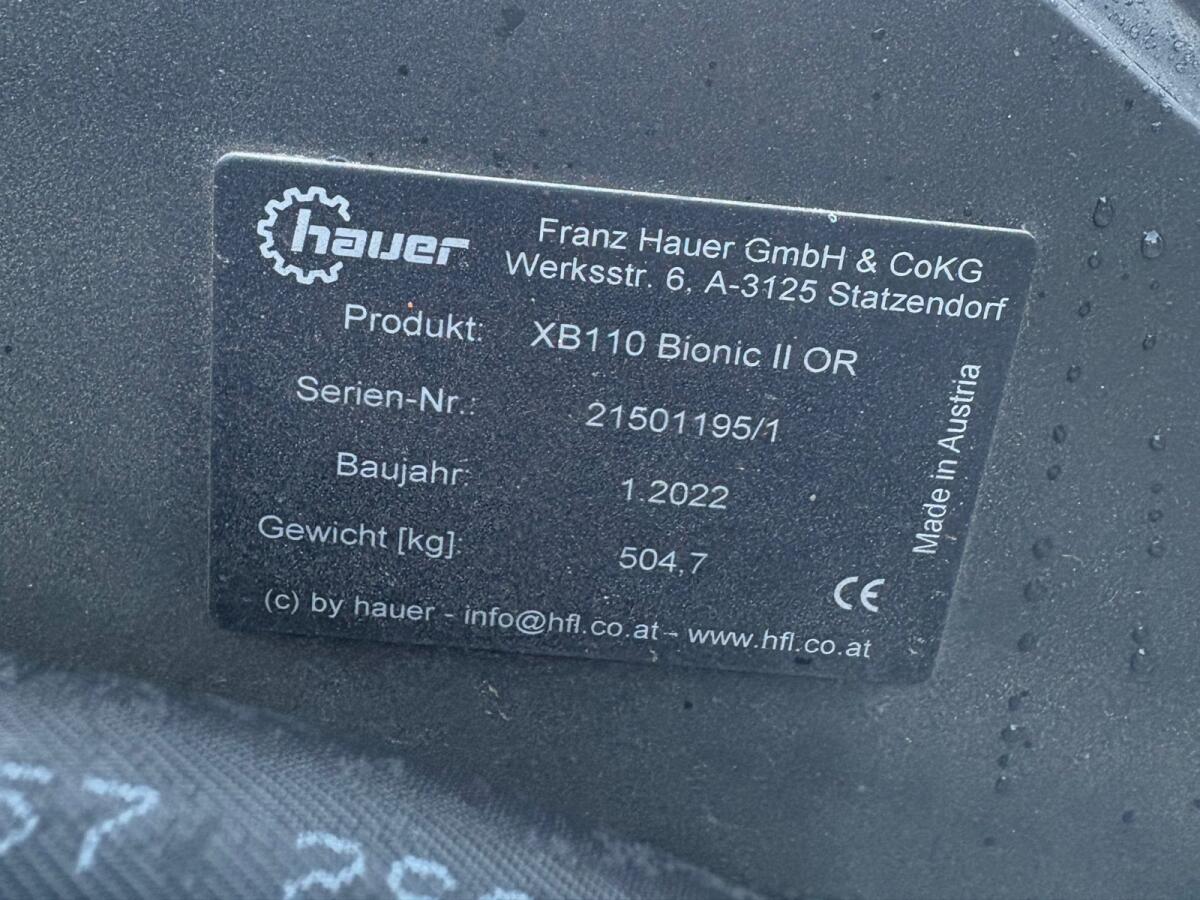 hauer
Franz Hauer GmbH & CoKG
Werksstr. 6, A-3125 Statzendorf
Produkt: XB110 Bionic II OR
Serien-Nr.: 21501195/1
Baujahr: 1.2022
Gewicht [kg]: 504,7
Made in Austria
CE
(c) by hauer - info@hfl.co.at - www.hfl.co.at
57